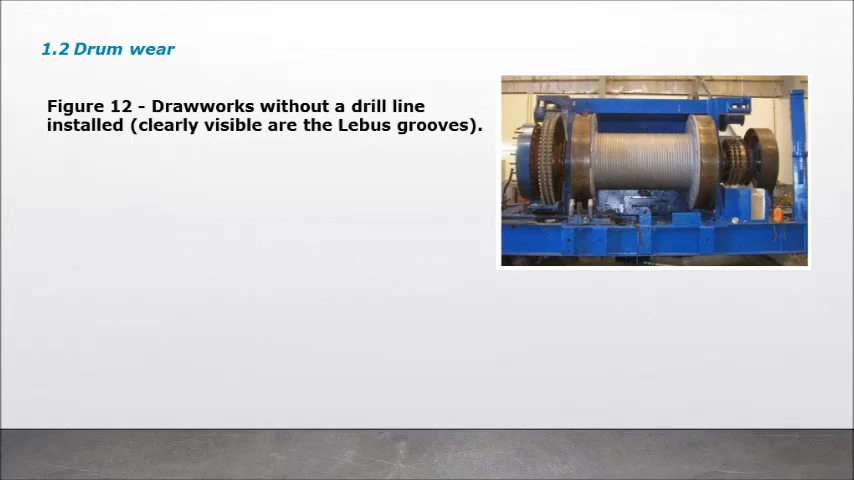 1.2 Drum wear
Figure 12 - Drawworks without a drill line
installed (clearly visible are the Lebus grooves).